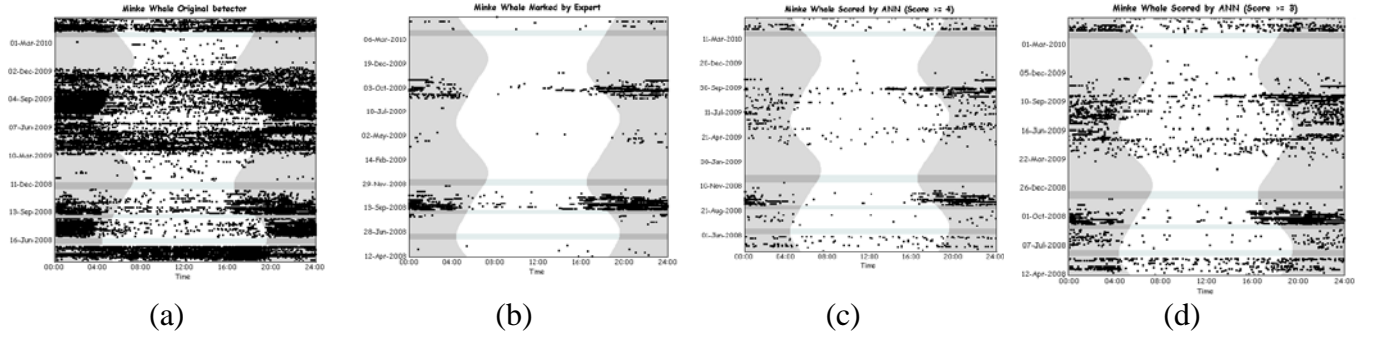 Minke Whale Original detector
01-Mar-2010
02-Dec-2009
04-Sep-2009
07-Jun-2009
10-Mar-2009
11-Dec-2008
13-Sep-2008
16-Jun-2008
00:00 04:00 08:00 12:00 16:00 20:00 24:00
Time
(a)
Minke Whale Marked by Expert
06-Mar-2010
19-Dec-2009
03-Oct-2009
02-May-2009
14-Feb-2009
29-Nov-2008
28-Jun-2008
12-Apr-2008
00:00 04:00 08:00 12:00 16:00 20:00 24:00
Time
(b)
Minke Whale Scored by ANN (Score >= 4)
21-Apr-2009
10-Nov-2008
21-Aug-2008
00:00 04:00 08:00 12:00 16:00 20:00 24:00
Time
(c)
Minke Whale Scored by ANN (Score >= 3)
01-Mar-2010
05-Dec-2009
10-Sep-2009
16-Jun-2009
22-Mar-2009
26-Dec-2008
01-Oct-2008
07-Jul-2008
12-Apr-2008
00:00 04:00 08:00 12:00 16:00 20:00 24:00
Time
(d)